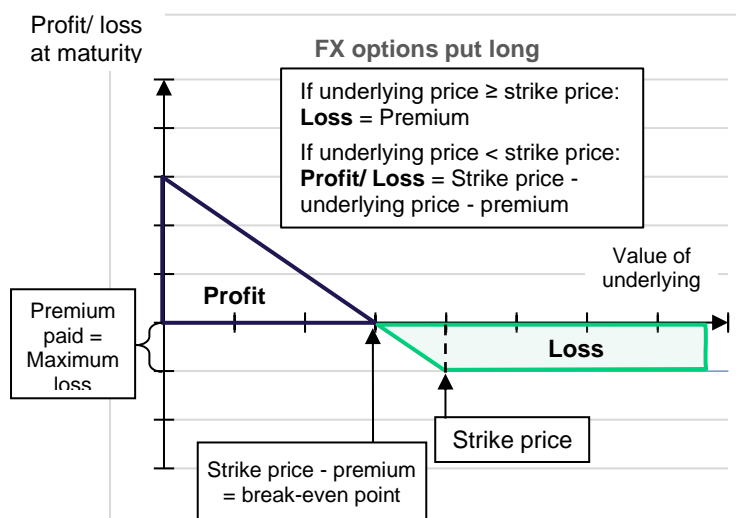 Profit/ loss
at maturity
FX options put long
If underlying price ≥ strike price:
Loss = Premium
If underlying price < strike price:
Profit/ Loss = Strike price -
underlying price - premium
Value of
underlying
Profit
Premium
paid =
Maximum
loss
Loss
Strike price
Strike price - premium
= break-even point